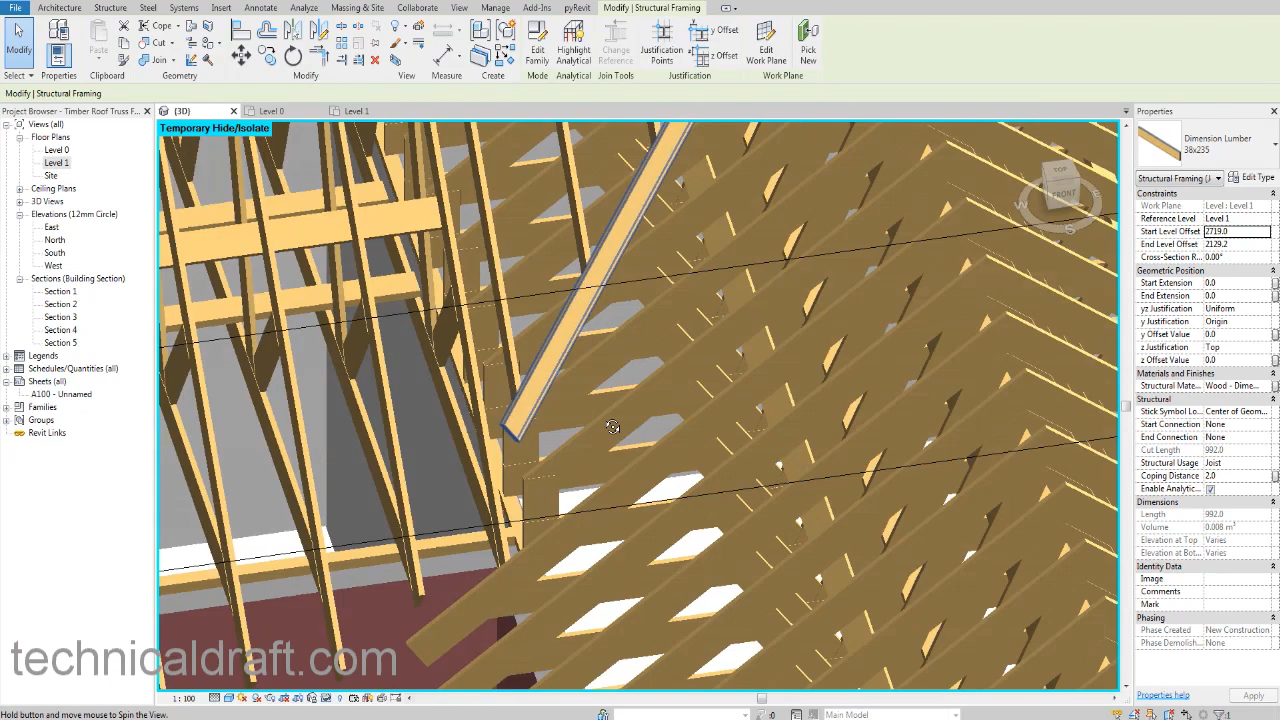 File Architecture Structure Steel Systems Insert Annotate Analyze Massing & Site Collaborate View Manage Add-Ins pyRevit Modify | Structural Framing
Modify Paste Copy Cut Join Edit Family Highlight Analytical Change Reference Justification Points y Offset z Offset Edit Work Plane Pick New
Select Properties Clipboard Geometry Modify View Measure Create Mode Analytical Join Tools Justification Work Plane
Modify | Structural Framing
Project Browser - Timber Roof Truss F...
{3D}
Level 0
Level 1
Properties
Views (all)
Floor Plans
Level 0
Level 1
Site
Ceiling Plans
3D Views
Elevations (12mm Circle)
East
North
South
West
Sections (Building Section)
Section 1
Section 2
Section 3
Section 4
Section 5
Legends
Schedules/Quantities (all)
Sheets (all)
A100 - Unnamed
Families
Groups
Revit Links
Temporary Hide/Isolate
TOP
FRONT
W
S
E
Dimension Lumber
38x235
Structural Framing (J
Edit Type
Constraints
Work Plane Level : Level 1
Reference Level Level 1
Start Level Offset 2719.0
End Level Offset 2129.2
Cross-Section R... 0.00°
Geometric Position
Start Extension 0.0
End Extension 0.0
yz Justification Uniform
y Justification Origin
y Offset Value 0.0
z Justification Top
z Offset Value 0.0
Materials and Finishes
Structural Mate... Wood - Dime...
Structural
Stick Symbol Lo... Center of Geom...
Start Connection None
End Connection None
Cut Length 992.0
Structural Usage Joist
Coping Distance 2.0
Enable Analytic...
Dimensions
Length 992.0
Volume 0.008 m³
Elevation at Top Varies
Elevation at Bot... Varies
Identity Data
Image
Comments
Mark
Phasing
Phase Created New Construction
Phase Demolish... None
Properties help
Apply
technicaldraft.com
1 : 100
Hold button and move mouse to Spin the View.
:0
Main Model